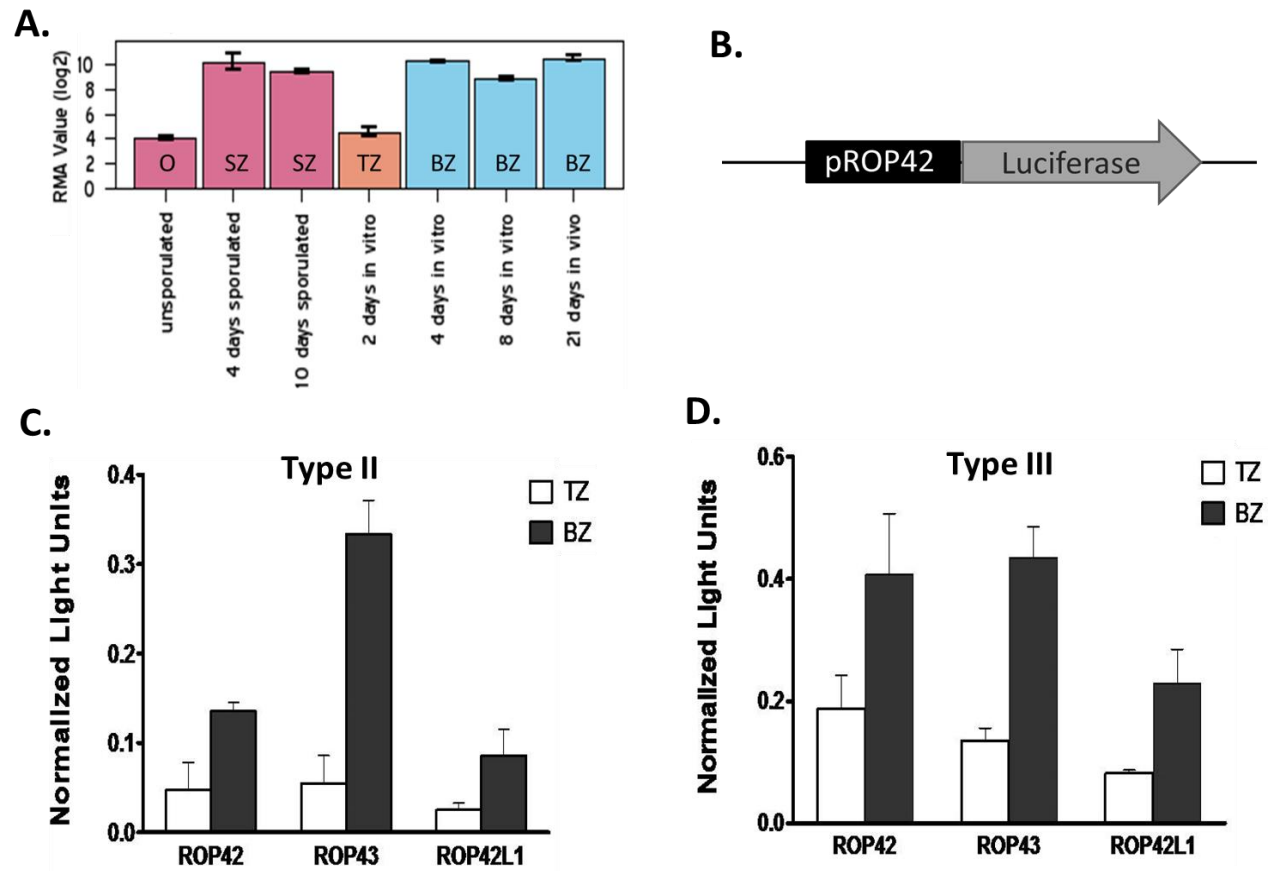 A.
RMA Value (log2)
10
8
6
4
2
0
O
SZ
SZ
TZ
BZ
BZ
BZ
unsporulated
4 days sporulated
10 days sporulated
2 days in vitro
4 days in vitro
8 days in vitro
21 days in vivo
B.
pROP42
Luciferase
C.
Type II
Normalized Light Units
0.4
0.3
0.2
0.1
0.0
TZ
BZ
ROP42
ROP43
ROP42L1
D.
Type III
Normalized Light Units
0.6
0.4
0.2
0.0
TZ
BZ
ROP42
ROP43
ROP42L1